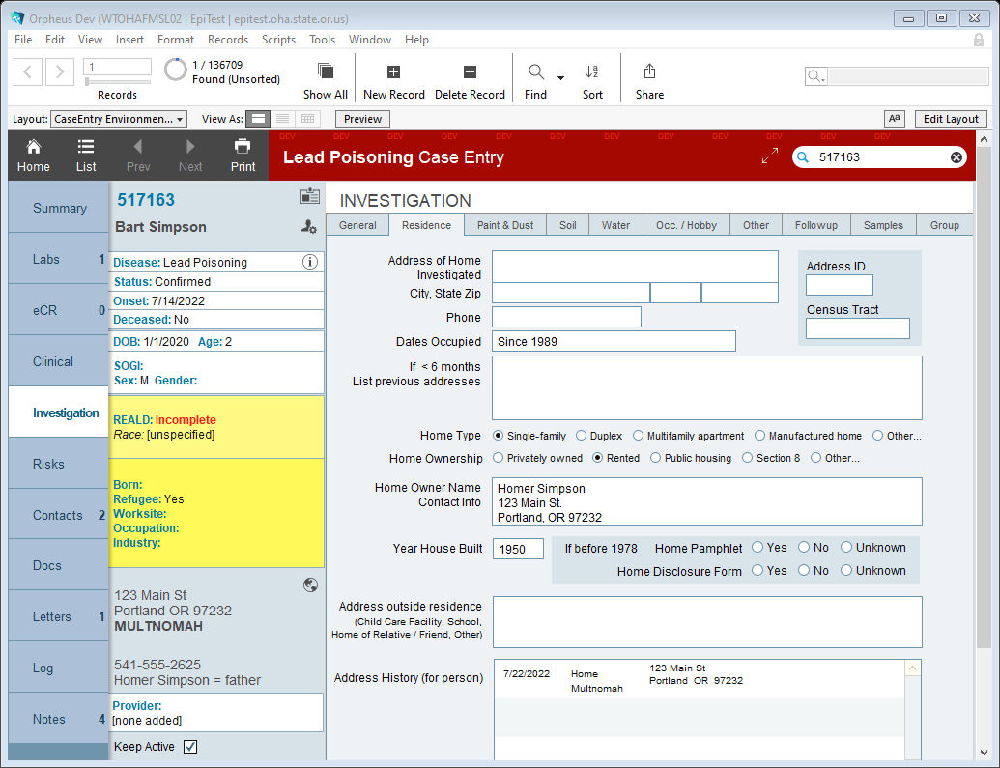 Orpheus Dev (WTOHAFMSL02 | EpiTest | epitest.oha.state.or.us)
File Edit View Insert Format Records Scripts Tools Window Help
1
1 / 136709
Found (Unsorted)
Records
Show All
New Record
Delete Record
Find
Sort
Share
Layout: CaseEntry Environmen... View As: Preview Aa Edit Layout
DEV DEV DEV DEV DEV DEV DEV DEV DEV DEV
Home List Prev Next Print
Lead Poisoning Case Entry
517163
Summary
Labs 1
eCR 0
Clinical
Investigation
Risks
Contacts 2
Docs
Letters 1
Log
Notes 4
517163
Bart Simpson
Disease: Lead Poisoning
Status: Confirmed
Onset: 7/14/2022
Deceased: No
DOB: 1/1/2020 Age: 2
SOGI:
Sex: M Gender:
REALD: Incomplete
Race: [unspecified]
Born:
Refugee: Yes
Worksite:
Occupation:
Industry:
123 Main St
Portland OR 97232
MULTNOMAH
541-555-2625
Homer Simpson = father
Provider:
[none added]
Keep Active
INVESTIGATION
General Residence Paint & Dust Soil Water Occ. / Hobby Other Followup Samples Group
Address of Home
Investigated
City, State Zip
Phone
Address ID
Census Tract
Dates Occupied Since 1989
If < 6 months
List previous addresses
Home Type Single-family Duplex Multifamily apartment Manufactured home Other...
Home Ownership Privately owned Rented Public housing Section 8 Other...
Home Owner Name
Contact Info
Homer Simpson
123 Main St.
Portland, OR 97232
Year House Built 1950
If before 1978 Home Pamphlet Yes No Unknown
Home Disclosure Form Yes No Unknown
Address outside residence
(Child Care Facility, School,
Home of Relative / Friend, Other)
Address History (for person)
7/22/2022 Home 123 Main St
Multnomah Portland OR 97232